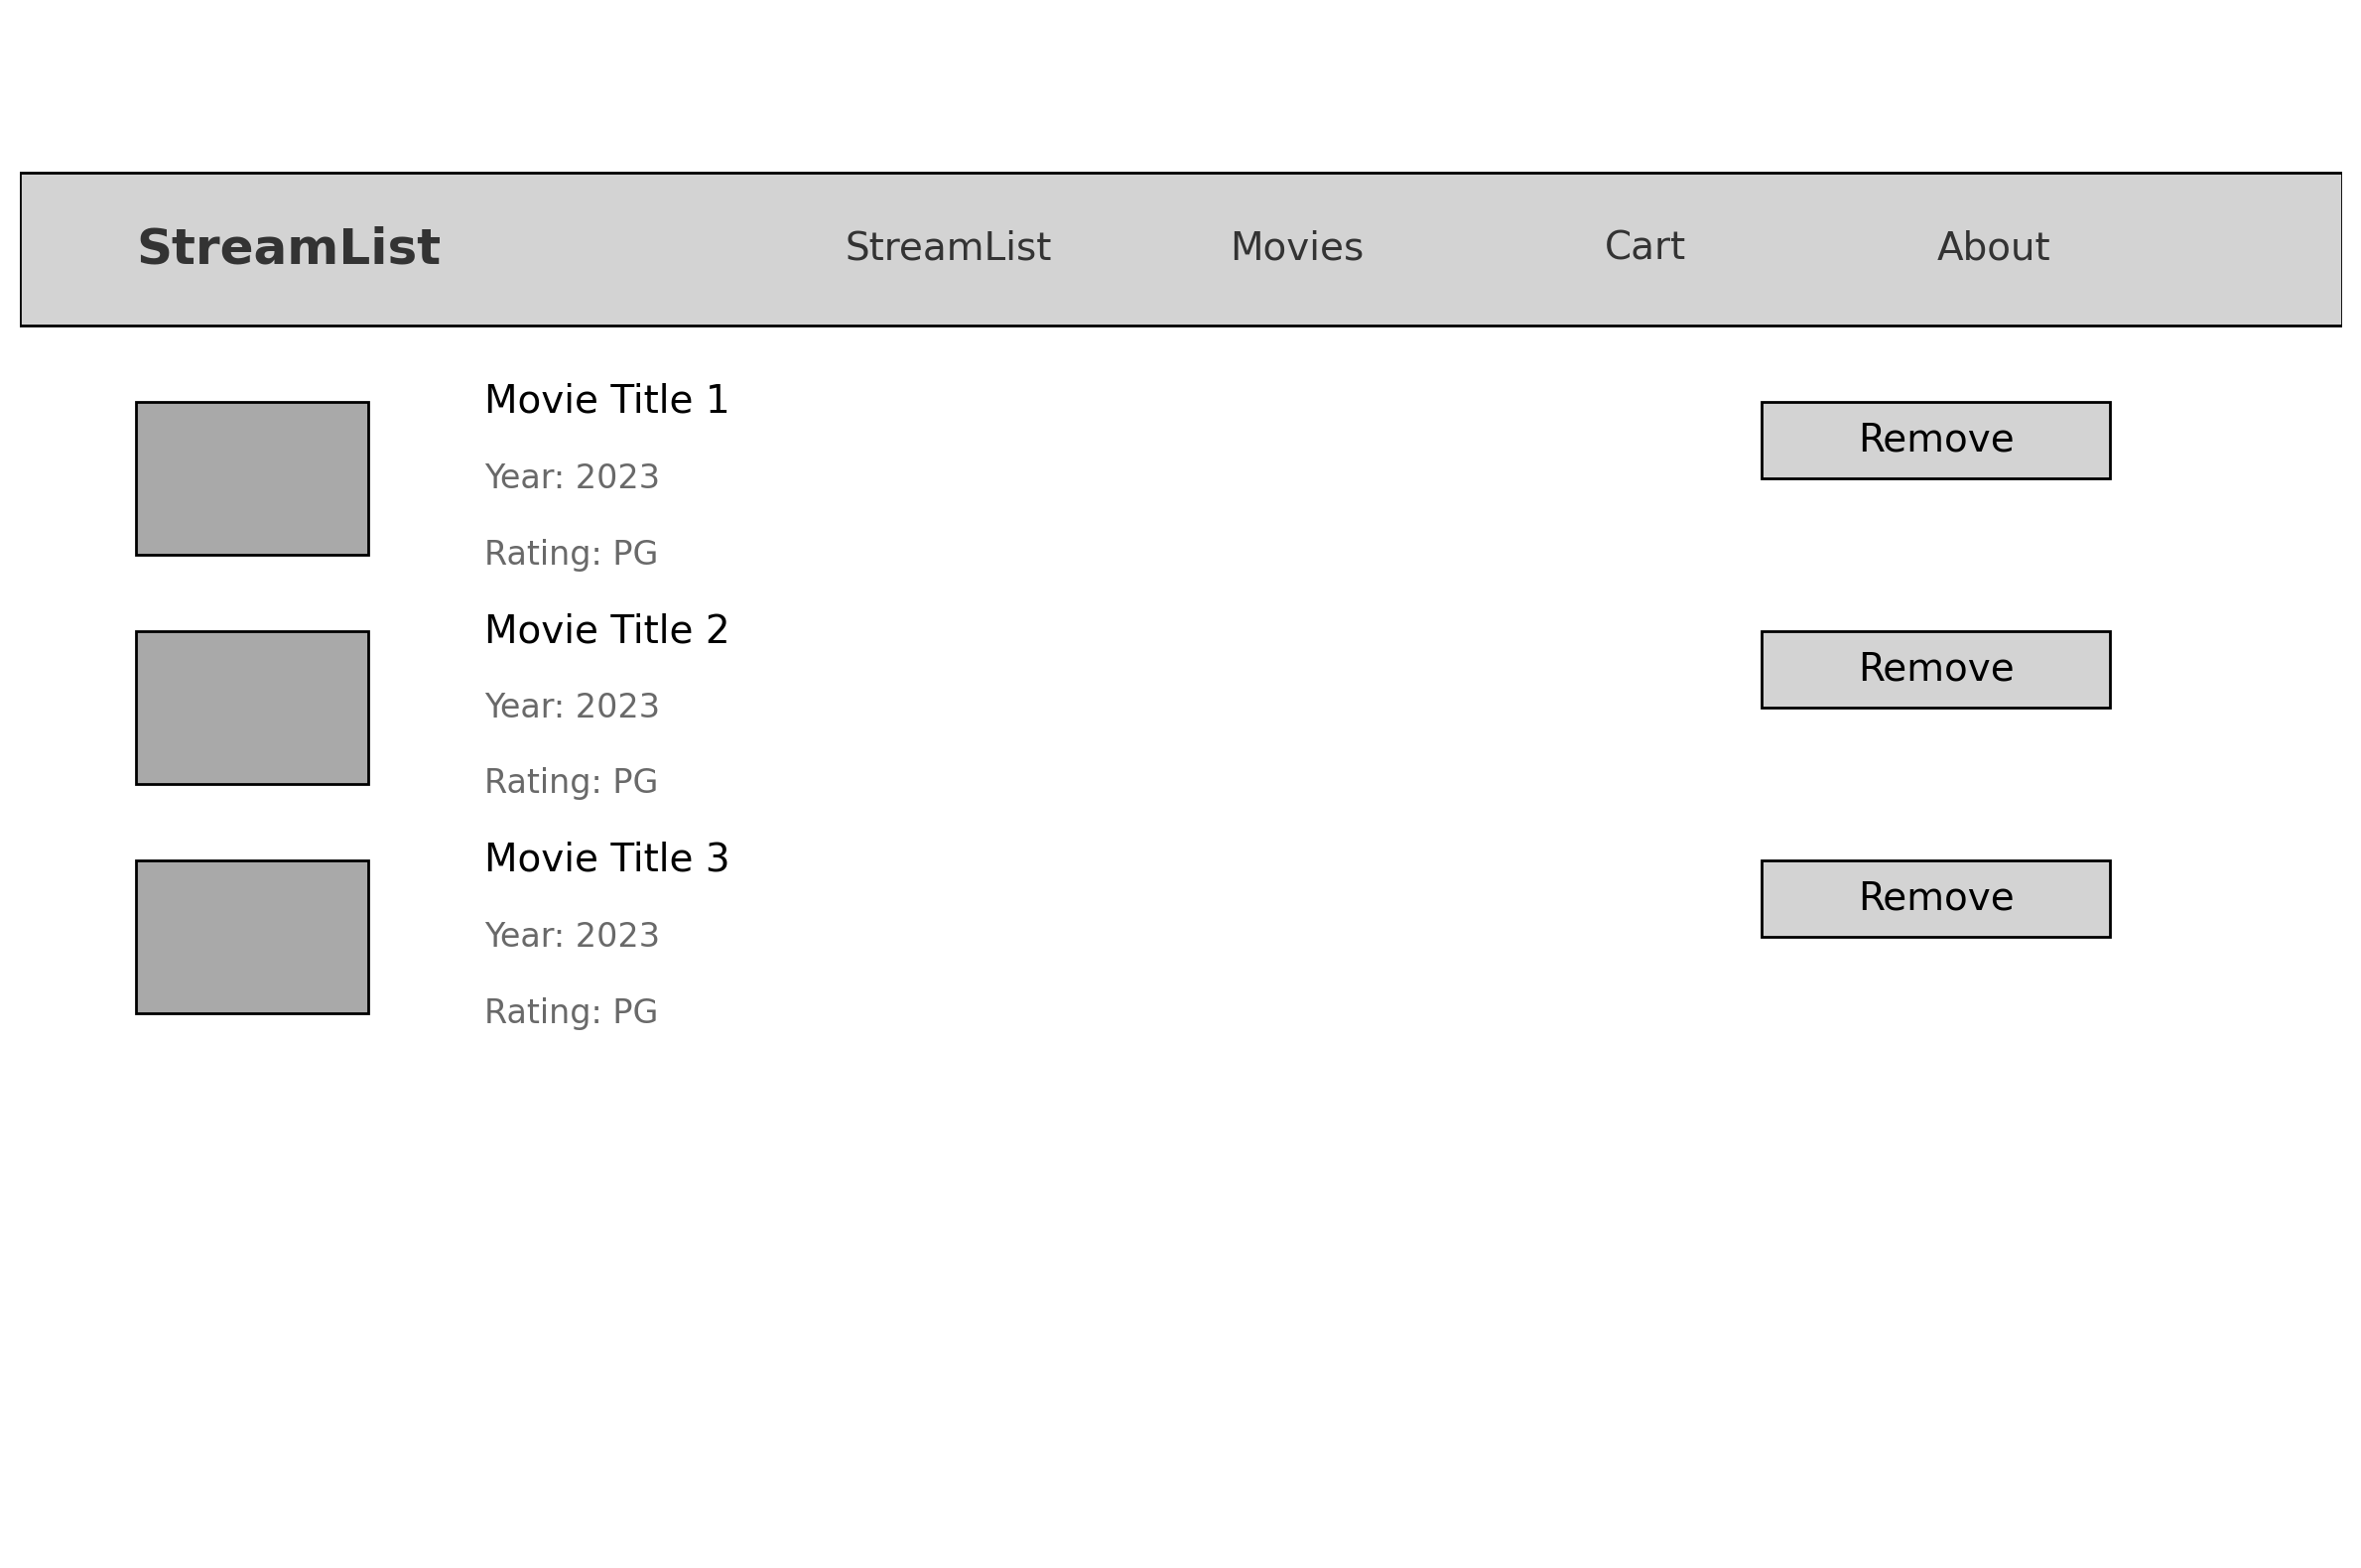 StreamList StreamList Movies Cart About
Movie Title 1
Remove
Year: 2023
Rating: PG
Movie Title 2
Remove
Year: 2023
Rating: PG
Movie Title 3
Remove
Year: 2023
Rating: PG